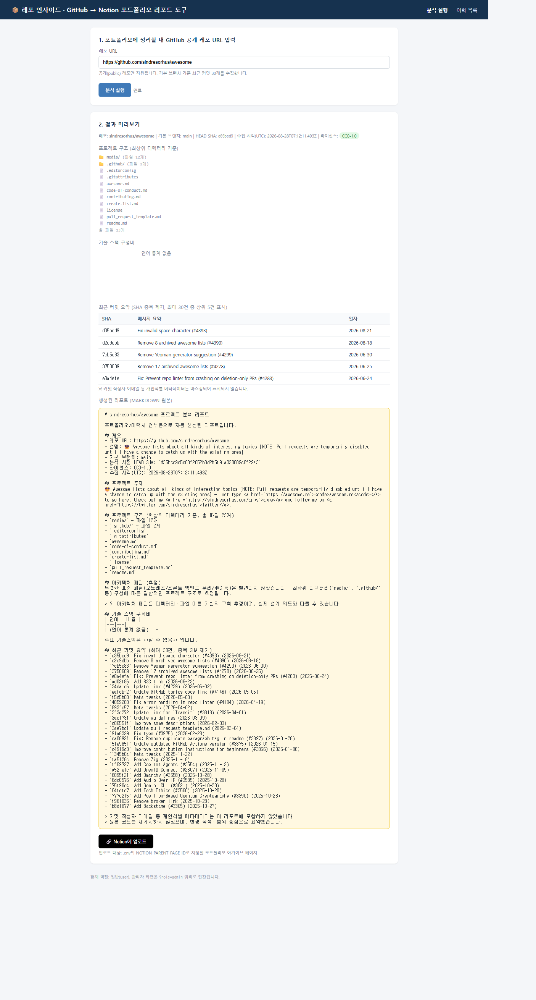 📦 레포 인사이트 · GitHub → Notion 포트폴리오 리포트 도구
분석 실행 이력 목록
1. 포트폴리오에 정리할 내 GitHub 공개 레포 URL 입력
레포 URL
https://github.com/sindresorhus/awesome
공개(public) 레포만 지원됩니다. 기본 브랜치 기준 최근 커밋 30개를 수집합니다.
분석 실행 완료
2. 결과 미리보기
레포: sindresorhus/awesome | 기본 브랜치: main | HEAD SHA: d35bcd9 | 수집 시각(UTC): 2026-08-28T07:12:11.493Z | 라이선스: CC0-1.0
프로젝트 구조 (최상위 디렉터리 기준)
📁 media/ (파일 12개)
📁 .github/ (파일 2개)
📄 .editorconfig
📄 .gitattributes
📄 awesome.md
📄 code-of-conduct.md
📄 contributing.md
📄 create-list.md
📄 license
📄 pull_request_template.md
📄 readme.md
총 파일 23개
기술 스택 구성비
언어 통계 없음
최근 커밋 요약 (SHA 중복 제거, 최대 30건 중 상위 5건 표시)
SHA 메시지 요약 일자
d35bcd9 Fix invalid space character (#4393) 2026-08-21
d2c9dbb Remove 8 archived awesome lists (#4390) 2026-08-18
7cb5c83 Remove Yeoman generator suggestion (#4299) 2026-06-30
3750609 Remove 17 archived awesome lists (#4278) 2026-06-25
e8a4efe Fix: Prevent repo linter from crashing on deletion-only PRs (#4283) 2026-06-24
※ 커밋 작성자 이메일 등 개인식별 메타데이터는 마스킹되어 표시되지 않습니다.
생성된 리포트 (MARKDOWN 원본)
# sindresorhus/awesome 프로젝트 분석 리포트
포트폴리오/이력서 첨부용으로 자동 생성된 리포트입니다.
## 개요
- 레포 URL: https://github.com/sindresorhus/awesome
- 설명: 😎 Awesome lists about all kinds of interesting topics [NOTE: Pull requests are temporarily disabled
until I have a chance to catch up with the existing ones]
- 기본 브랜치: main
- 분석 시점 HEAD SHA: `d35bcd9c5c83f2652b0d2b5f91a320009c8f29a3`
- 라이선스: CC0-1.0
- 수집 시각(UTC): 2026-08-28T07:12:11.493Z
## 프로젝트 주제
😎 Awesome lists about all kinds of interesting topics [NOTE: Pull requests are temporarily disabled until I have
a chance to catch up with the existing ones] — Just type <a href="https://awesome.re"><code>awesome.re</code></a>
to go here. Check out my <a href="https://sindresorhus.com/apps">apps</a> and follow me on <a
href="https://twitter.com/sindresorhus">Twitter</a>.
## 프로젝트 구조 (최상위 디렉터리 기준, 총 파일 23개)
- `media/` — 파일 12개
- `.github/` — 파일 2개
- `.editorconfig`
- `.gitattributes`
- `awesome.md`
- `code-of-conduct.md`
- `contributing.md`
- `create-list.md`
- `license`
- `pull_request_template.md`
- `readme.md`
## 아키텍처 패턴 (추정)
뚜렷한 표준 패턴(모노레포/프론트-백엔드 분리/MVC 등)은 발견되지 않았습니다 — 최상위 디렉터리(`media/`, `.github/`
등) 구성에 따른 일반적인 프로젝트 구조로 추정됩니다.
> 위 아키텍처 패턴은 디렉터리·파일 이름 기반의 규칙 추정이며, 실제 설계 의도와 다를 수 있습니다.
## 기술 스택 구성비
| 언어 | 비율 |
|---|---|
| (언어 통계 없음) | - |
주요 기술스택은 **알 수 없음** 입니다.
## 최근 커밋 요약 (최대 30건, 중복 SHA 제거)
- `d35bcd9` Fix invalid space character (#4393) (2026-08-21)
- `d2c9dbb` Remove 8 archived awesome lists (#4390) (2026-08-18)
- `7cb5c83` Remove Yeoman generator suggestion (#4299) (2026-06-30)
- `3750609` Remove 17 archived awesome lists (#4278) (2026-06-25)
- `e8a4efe` Fix: Prevent repo linter from crashing on deletion-only PRs (#4283) (2026-06-24)
- `ad02f86` Add RSS link (2026-06-23)
- `24da1c6` Update link (#4229) (2026-06-02)
- `eafdbf2` Update GitHub topics docs link (#4146) (2026-05-05)
- `f5d5b00` Meta tweaks (2026-05-03)
- `4059268` Fix error handling in repo linter (#4104) (2026-04-19)
- `893fc57` Meta tweaks (2026-04-02)
- `2f3c272` Update link for `Transit` (#3818) (2026-04-01)
- `3ac1731` Update guidelines (2026-03-09)
- `c86551f` Improve some descriptions (2026-02-03)
- `3ae7bc1` Update pull_request_template.md (2026-03-04)
- `91a6329` Fix typo (#3975) (2026-02-28)
- `da0892f` Fix: Remove duplicate paragraph tag in readme (#3897) (2026-01-28)
- `51e985f` Update outdated GitHub Actions version (#3875) (2026-01-15)
- `c4919d3` Improve contribution instructions for beginners (#3856) (2026-01-06)
- `1345b0a` Meta tweaks (2025-11-22)
- `fa5128c` Remove Zig (2025-11-18)
- `ff69727` Add Copilot Agents (#3554) (2025-11-12)
- `a52fe1c` Add OpenID Connect (#2607) (2025-11-09)
- `6095f21` Add Omarchy (#3658) (2025-10-28)
- `6dc0576` Add Audio Over IP (#3535) (2025-10-28)
- `75f98d4` Add Gemini CLI (#3621) (2025-10-28)
- `64fefe7` Add Tech Ethics (#3560) (2025-10-28)
- `777c215` Add Position-Based Quantum Cryptography (#3390) (2025-10-28)
- `f961036` Remove broken link (2025-10-28)
- `b8d1877` Add Backstage (#3305) (2025-10-27)
> 커밋 작성자 이메일 등 개인식별 메타데이터는 이 리포트에 포함하지 않았습니다.
> 원본 코드는 재게시하지 않았으며, 변경 목적·범위 중심으로 요약했습니다.
🔗 Notion에 업로드
업로드 대상: .env의 NOTION_PARENT_PAGE_ID로 지정된 포트폴리오 아카이브 페이지
현재 역할: 일반(user). 관리자 화면은 ?role=admin 쿼리로 전환됩니다.